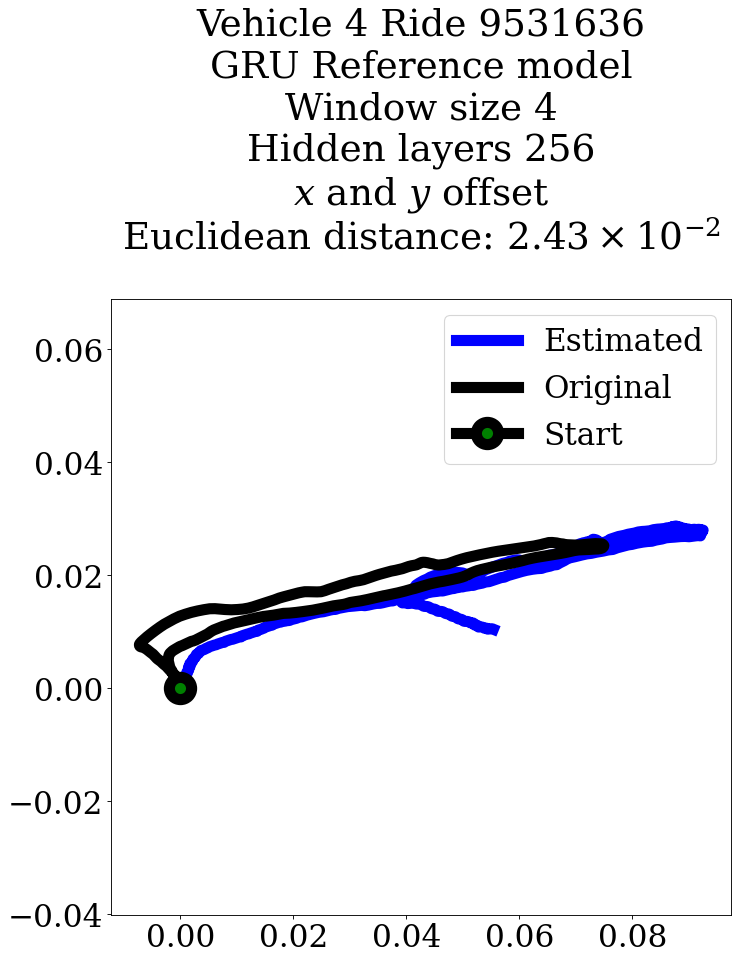 Vehicle 4 Ride 9531636
GRU Reference model
Window size 4
Hidden layers 256
x and y offset
Euclidean distance: 2.43 × 10⁻²
Estimated
Original
Start
0.06
0.04
0.02
0.00
−0.02
−0.04
0.00 0.02 0.04 0.06 0.08